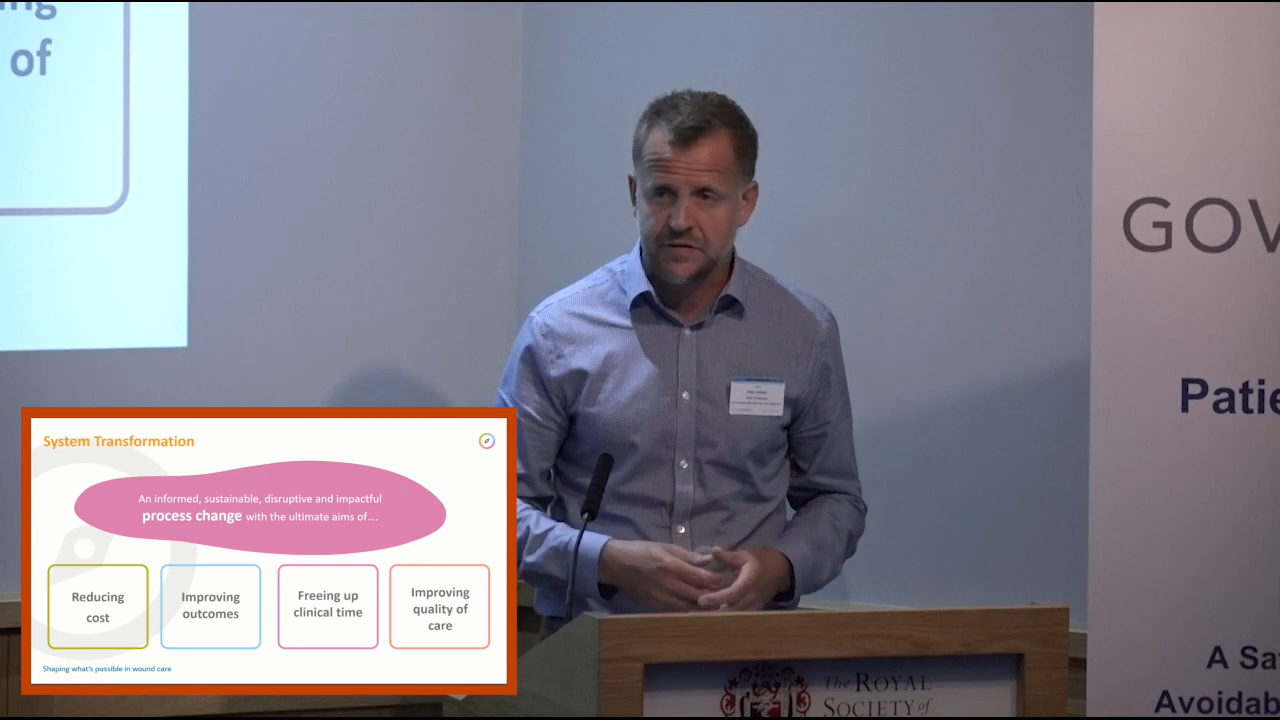 ing
of
GOV
Patie
A Sa
Avoidab
System Transformation
An informed, sustainable, disruptive and impactful
process change with the ultimate aims of....
Reducing
cost
Improving
outcomes
Freeing up
clinical time
Improving
quality of
care
Shaping what's possible in wound care
The ROYAL
SOCIETY of